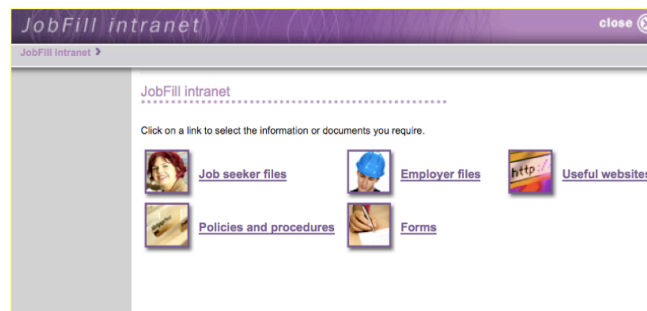 JobFill intranet
close
JobFill intranet
JobFill intranet
Click on a link to select the information or documents you require.
Job seeker files
Employer files
http:/
Useful websites
Policies and procedures
Forms